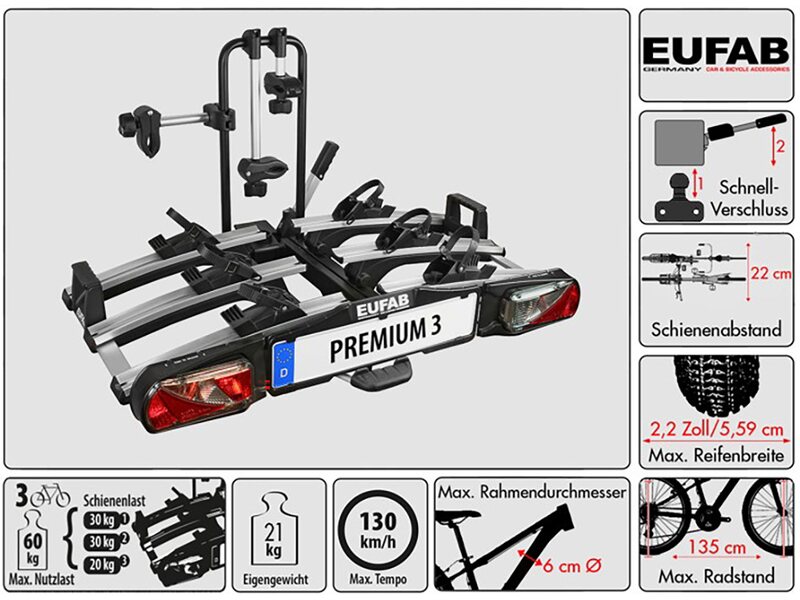 EUFAB
GERMANY CAR & BICYCLE ACCESSORIES
2
1
Schnell-
Verschluss
22 cm
Schienenabstand
EUFAB
D
PREMIUM 3
2,2 Zoll/5,59 cm
Max. Reifenbreite
3
Schienenlast
60
kg
30 kg 1
30 kg 2
20 kg 3
Max. Nutzlast
21
kg
Eigengewicht
130
km/h
Max. Tempo
Max. Rahmendurchmesser
6 cm Ø
135 cm
Max. Radstand